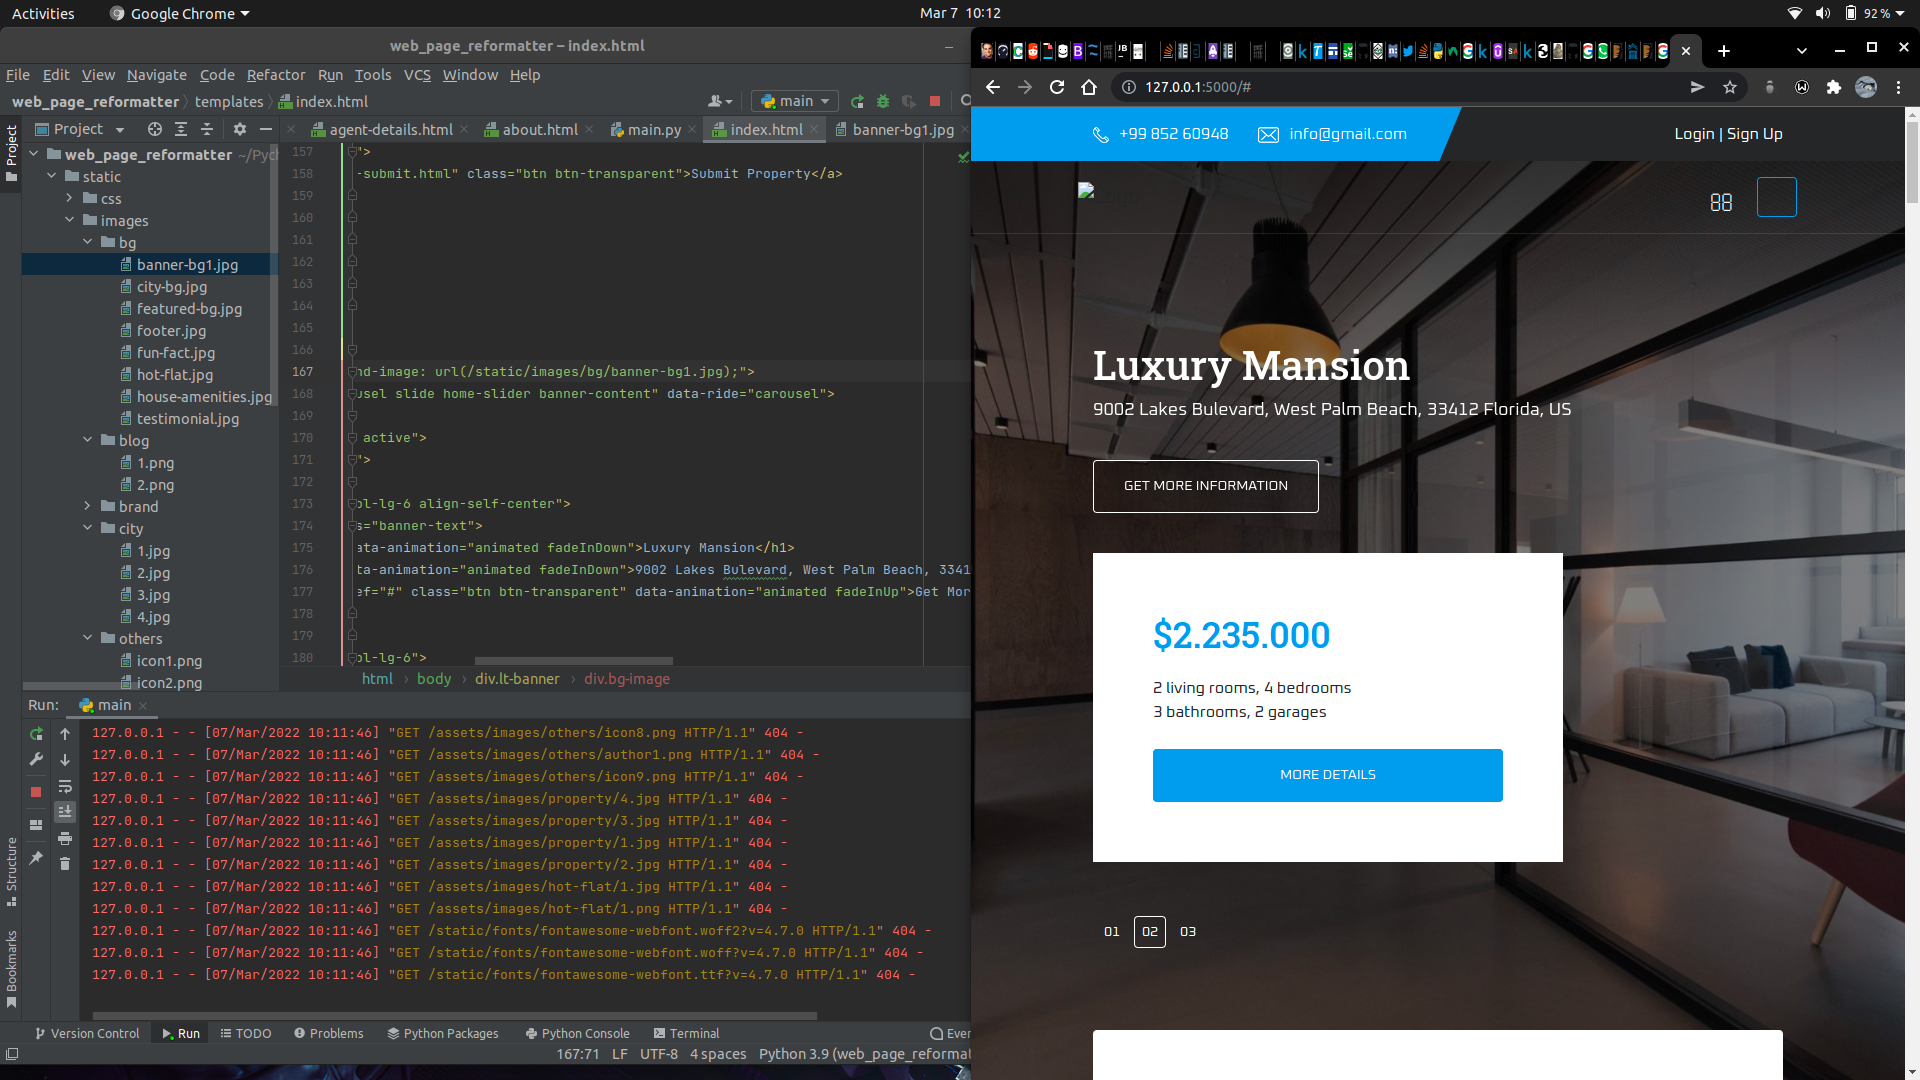 Activities
Google Chrome
Mar 7 10:12
92 %
web_page_reformatter – index.html
File Edit View Navigate Code Refactor Run Tools VCS Window Help
web_page_reformatter templates index.html
main
Project
agent-details.html
about.html
main.py
index.html
banner-bg1.jpg
Project
web_page_reformatter ~/Pych
static
css
images
bg
banner-bg1.jpg
city-bg.jpg
featured-bg.jpg
footer.jpg
fun-fact.jpg
hot-flat.jpg
house-amenities.jpg
testimonial.jpg
blog
1.png
2.png
brand
city
1.jpg
2.jpg
3.jpg
4.jpg
others
icon1.png
icon2.png
157 ">
158 -submit.html" class="btn btn-transparent">Submit Property</a>
159
160
161
162
163
164
165
166
167 nd-image: url(/static/images/bg/banner-bg1.jpg);">
168 usel slide home-slider banner-content" data-ride="carousel">
169
170 active">
171 ">
172
173 ol-lg-6 align-self-center">
174 s="banner-text">
175 ata-animation="animated fadeInDown">Luxury Mansion</h1>
176 ta-animation="animated fadeInDown">9002 Lakes Bulevard, West Palm Beach, 3341
177 ef="#" class="btn btn-transparent" data-animation="animated fadeInUp">Get Mor
178
179
180 ol-lg-6">
html body div.lt-banner div.bg-image
Run: main
127.0.0.1 - - [07/Mar/2022 10:11:46] "GET /assets/images/others/icon8.png HTTP/1.1" 404 -
127.0.0.1 - - [07/Mar/2022 10:11:46] "GET /assets/images/others/author1.png HTTP/1.1" 404 -
127.0.0.1 - - [07/Mar/2022 10:11:46] "GET /assets/images/others/icon9.png HTTP/1.1" 404 -
127.0.0.1 - - [07/Mar/2022 10:11:46] "GET /assets/images/property/4.jpg HTTP/1.1" 404 -
127.0.0.1 - - [07/Mar/2022 10:11:46] "GET /assets/images/property/3.jpg HTTP/1.1" 404 -
127.0.0.1 - - [07/Mar/2022 10:11:46] "GET /assets/images/property/1.jpg HTTP/1.1" 404 -
127.0.0.1 - - [07/Mar/2022 10:11:46] "GET /assets/images/property/2.jpg HTTP/1.1" 404 -
127.0.0.1 - - [07/Mar/2022 10:11:46] "GET /assets/images/hot-flat/1.jpg HTTP/1.1" 404 -
127.0.0.1 - - [07/Mar/2022 10:11:46] "GET /assets/images/hot-flat/1.png HTTP/1.1" 404 -
127.0.0.1 - - [07/Mar/2022 10:11:46] "GET /static/fonts/fontawesome-webfont.woff2?v=4.7.0 HTTP/1.1" 404 -
127.0.0.1 - - [07/Mar/2022 10:11:46] "GET /static/fonts/fontawesome-webfont.woff?v=4.7.0 HTTP/1.1" 404 -
127.0.0.1 - - [07/Mar/2022 10:11:46] "GET /static/fonts/fontawesome-webfont.ttf?v=4.7.0 HTTP/1.1" 404 -
Structure
Bookmarks
Version Control Run TODO Problems Python Packages Python Console Terminal Even
167:71 LF UTF-8 4 spaces Python 3.9 (web_page_reformat
127.0.0.1:5000/#
+99 852 60948
info@gmail.com
Login | Sign Up
Luxury Mansion
9002 Lakes Bulevard, West Palm Beach, 33412 Florida, US
GET MORE INFORMATION
$2.235.000
2 living rooms, 4 bedrooms
3 bathrooms, 2 garages
MORE DETAILS
01 02 03